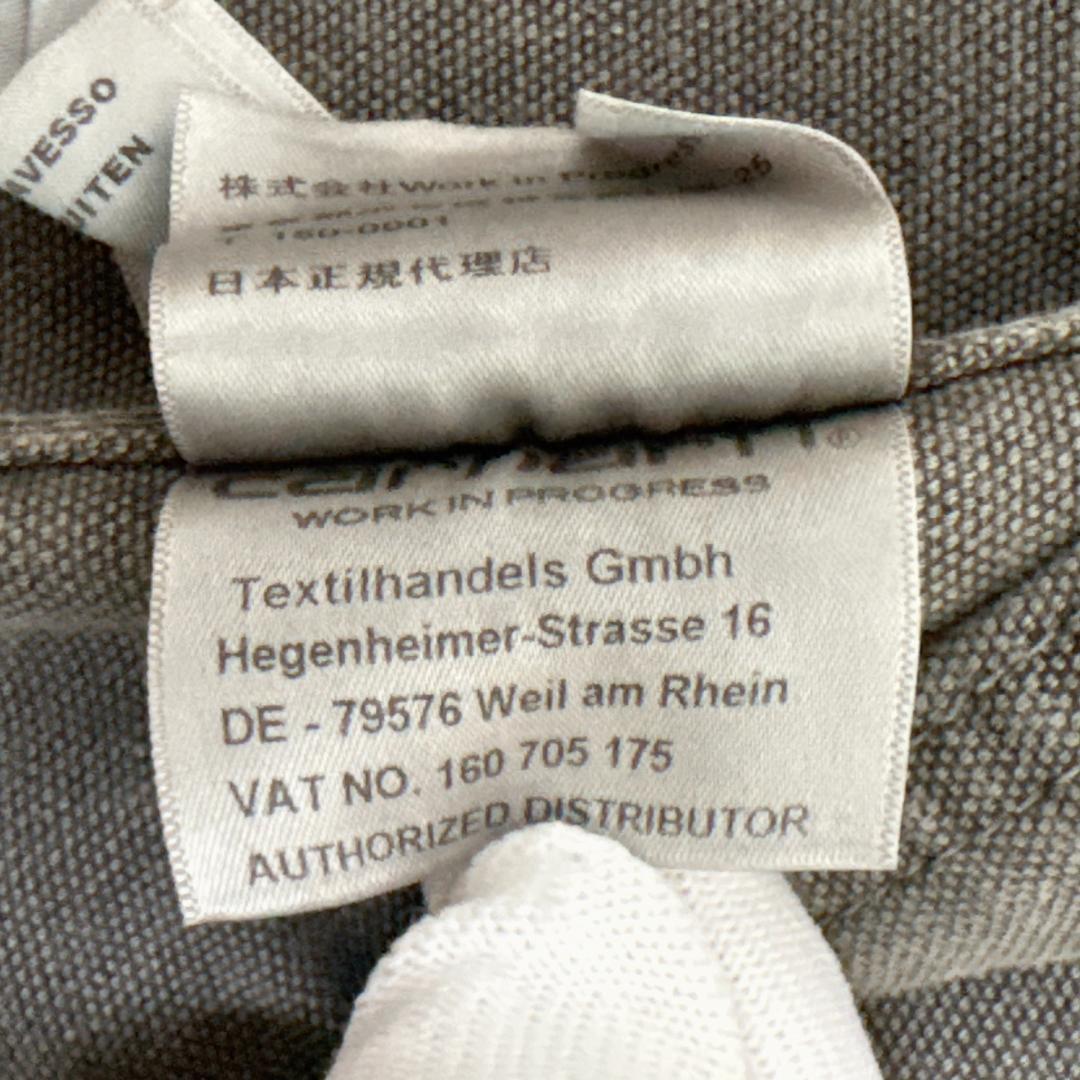 AVESSO
株式会社Work in Progress
〒 150-0001
日本正規代理店
carhartt®
WORK IN PROGRESS
Textilhandels Gmbh
Hegenheimer-Strasse 16
DE - 79576 Weil am Rhein
VAT NO. 160 705 175
AUTHORIZED DISTRIBUTOR